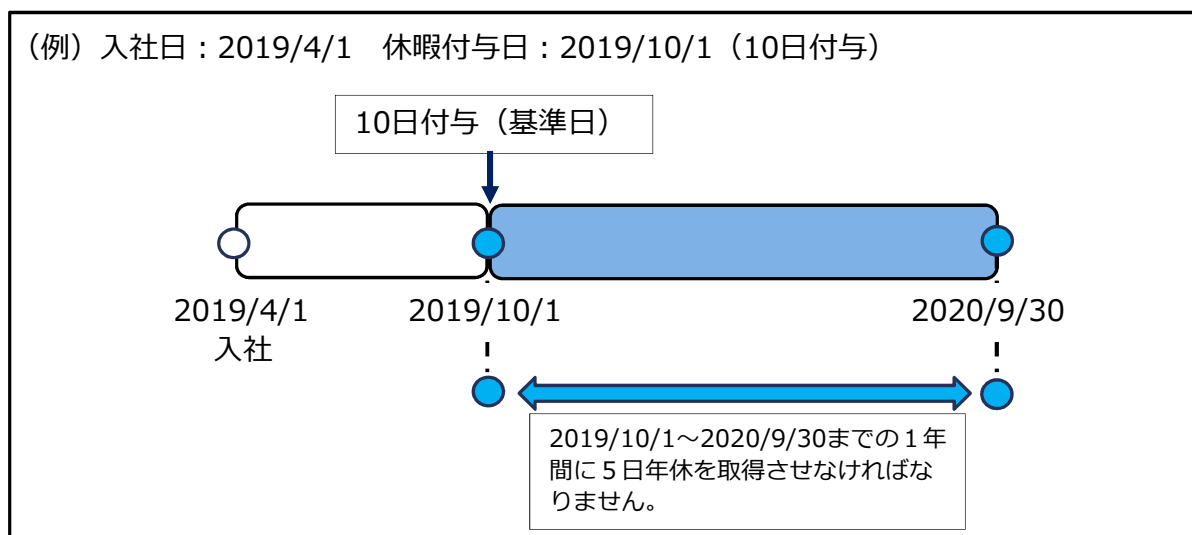 （例）入社日：2019/4/1　休暇付与日：2019/10/1（10日付与）
10日付与（基準日）
2019/4/1
入社
2019/10/1
2020/9/30
2019/10/1～2020/9/30までの１年
間に５日年休を取得させなければな
りません。